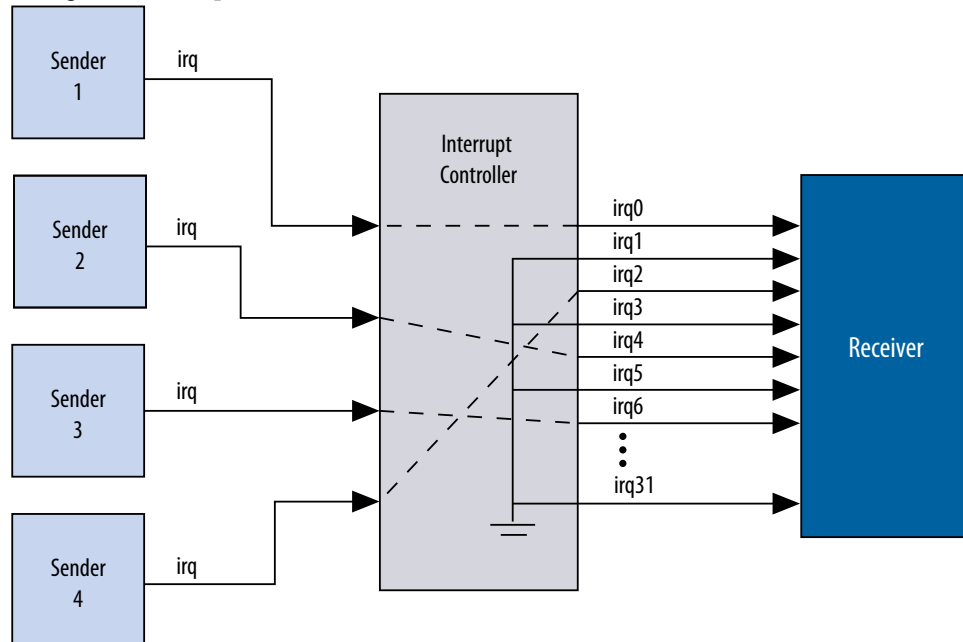 Sender
1
irq
Sender
2
irq
Sender
3
irq
Sender
4
irq
Interrupt
Controller
irq0
irq1
irq2
irq3
irq4
irq5
irq6
irq31
Receiver